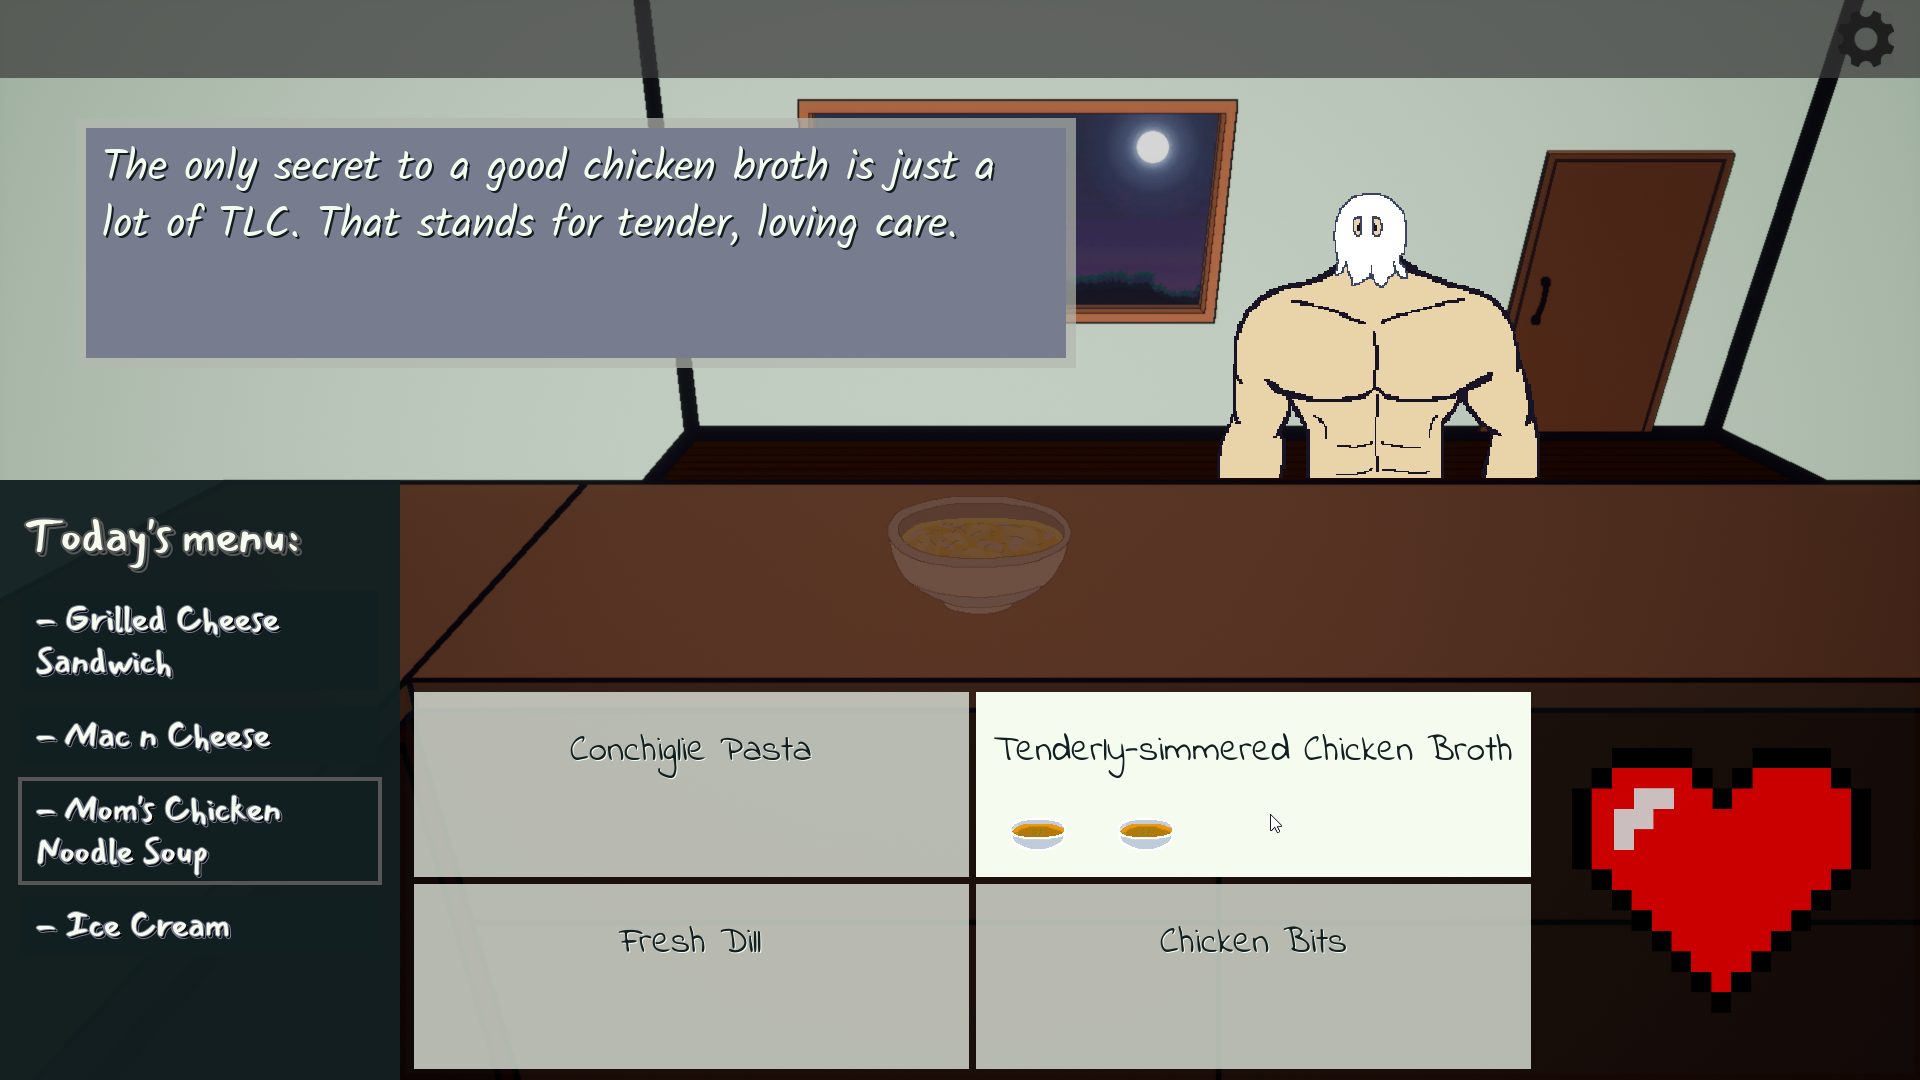 The only secret to a good chicken broth is just a
lot of TLC. That stands for tender, loving care.
Today's menu:
- Grilled Cheese
Sandwich
- Mac n Cheese
- Mom's Chicken
Noodle Soup
- Ice Cream
Conchiglie Pasta
Tenderly-simmered Chicken Broth
Fresh Dill
Chicken Bits